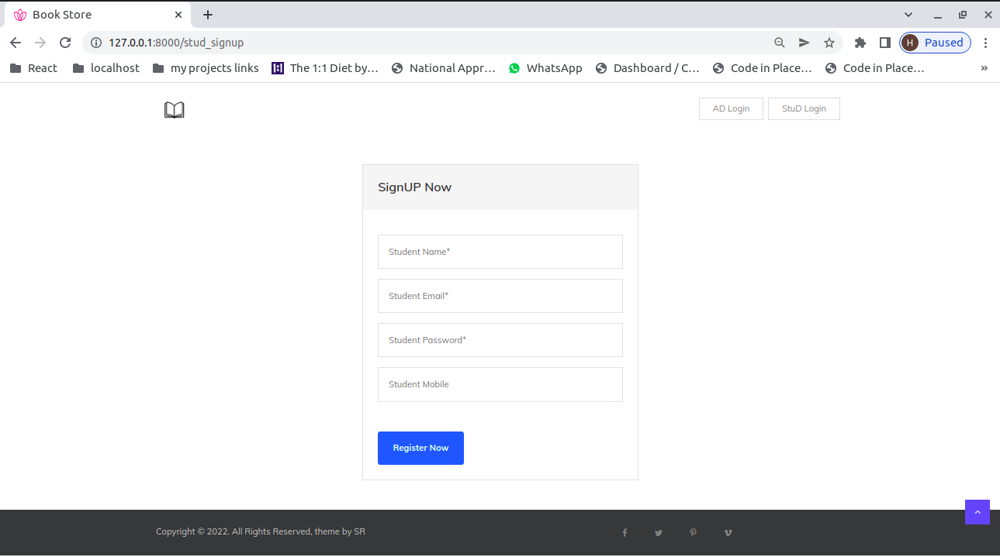 Book Store
127.0.0.1:8000/stud_signup
H Paused
React localhost my projects links The 1:1 Diet by... National Appr... WhatsApp Dashboard / C... Code in Place... Code in Place... »
AD Login StuD Login
SignUP Now
Student Name*
Student Email*
Student Password*
Student Mobile
Register Now
Copyright © 2022. All Rights Reserved, theme by SR